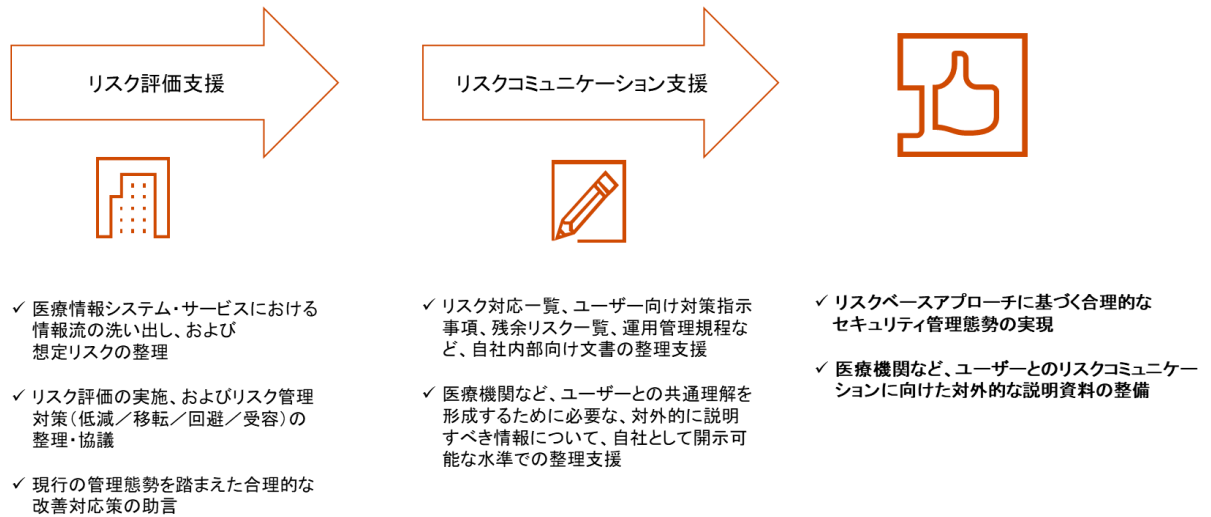 リスク評価支援
リスクコミュニケーション支援
✓ 医療情報システム・サービスにおける
情報流の洗い出し、および
想定リスクの整理
✓ リスク評価の実施、およびリスク管理
対策（低減／移転／回避／受容）の
整理・協議
✓ 現行の管理態勢を踏まえた合理的な
改善対応策の助言
✓ リスク対応一覧、ユーザー向け対策指示
事項、残余リスク一覧、運用管理規程な
ど、自社内部向け文書の整理支援
✓ 医療機関など、ユーザーとの共通理解を
形成するために必要な、対外的に説明
すべき情報について、自社として開示可
能な水準での整理支援
✓ リスクベースアプローチに基づく合理的な
セキュリティ管理態勢の実現
✓ 医療機関など、ユーザーとのリスクコミュニケー
ションに向けた対外的な説明資料の整備